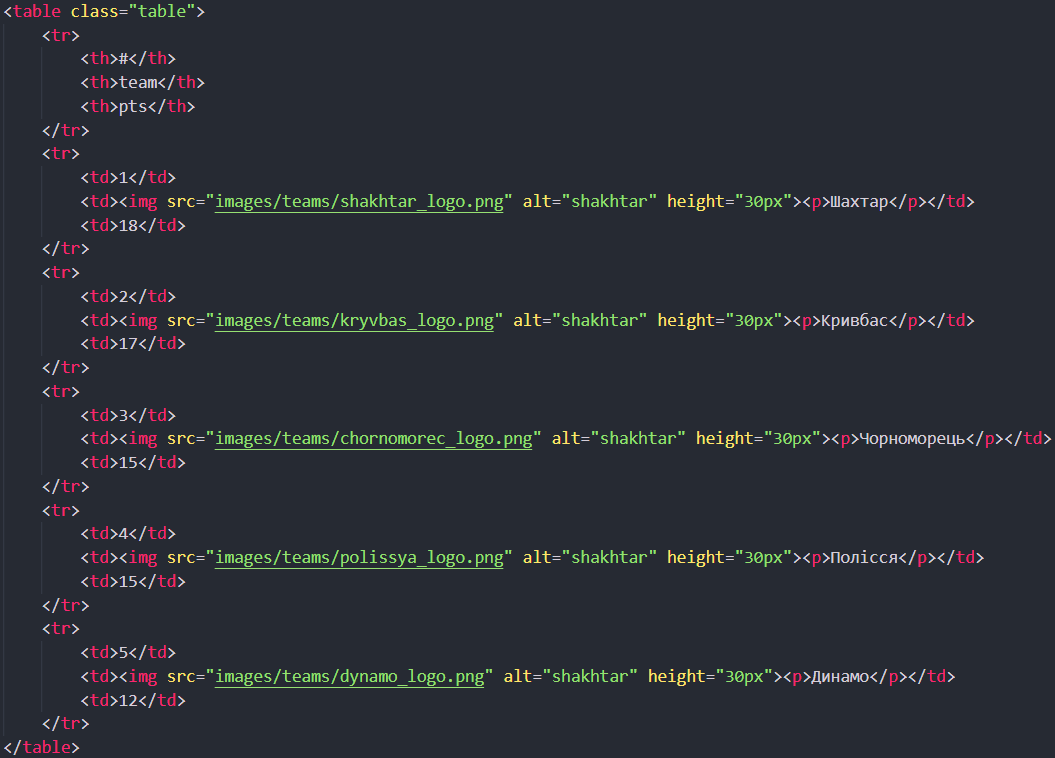 <table class="table">
    <tr>
        <th>#</th>
        <th>team</th>
        <th>pts</th>
    </tr>
    <tr>
        <td>1</td>
        <td><img src="images/teams/shakhtar_logo.png" alt="shakhtar" height="30px"><p>Шахтар</p></td>
        <td>18</td>
    </tr>
    <tr>
        <td>2</td>
        <td><img src="images/teams/kryvbas_logo.png" alt="shakhtar" height="30px"><p>Кривбас</p></td>
        <td>17</td>
    </tr>
    <tr>
        <td>3</td>
        <td><img src="images/teams/chornomorec_logo.png" alt="shakhtar" height="30px"><p>Чорноморець</p></td>
        <td>15</td>
    </tr>
    <tr>
        <td>4</td>
        <td><img src="images/teams/polissya_logo.png" alt="shakhtar" height="30px"><p>Полісся</p></td>
        <td>15</td>
    </tr>
    <tr>
        <td>5</td>
        <td><img src="images/teams/dynamo_logo.png" alt="shakhtar" height="30px"><p>Динамо</p></td>
        <td>12</td>
    </tr>
</table>